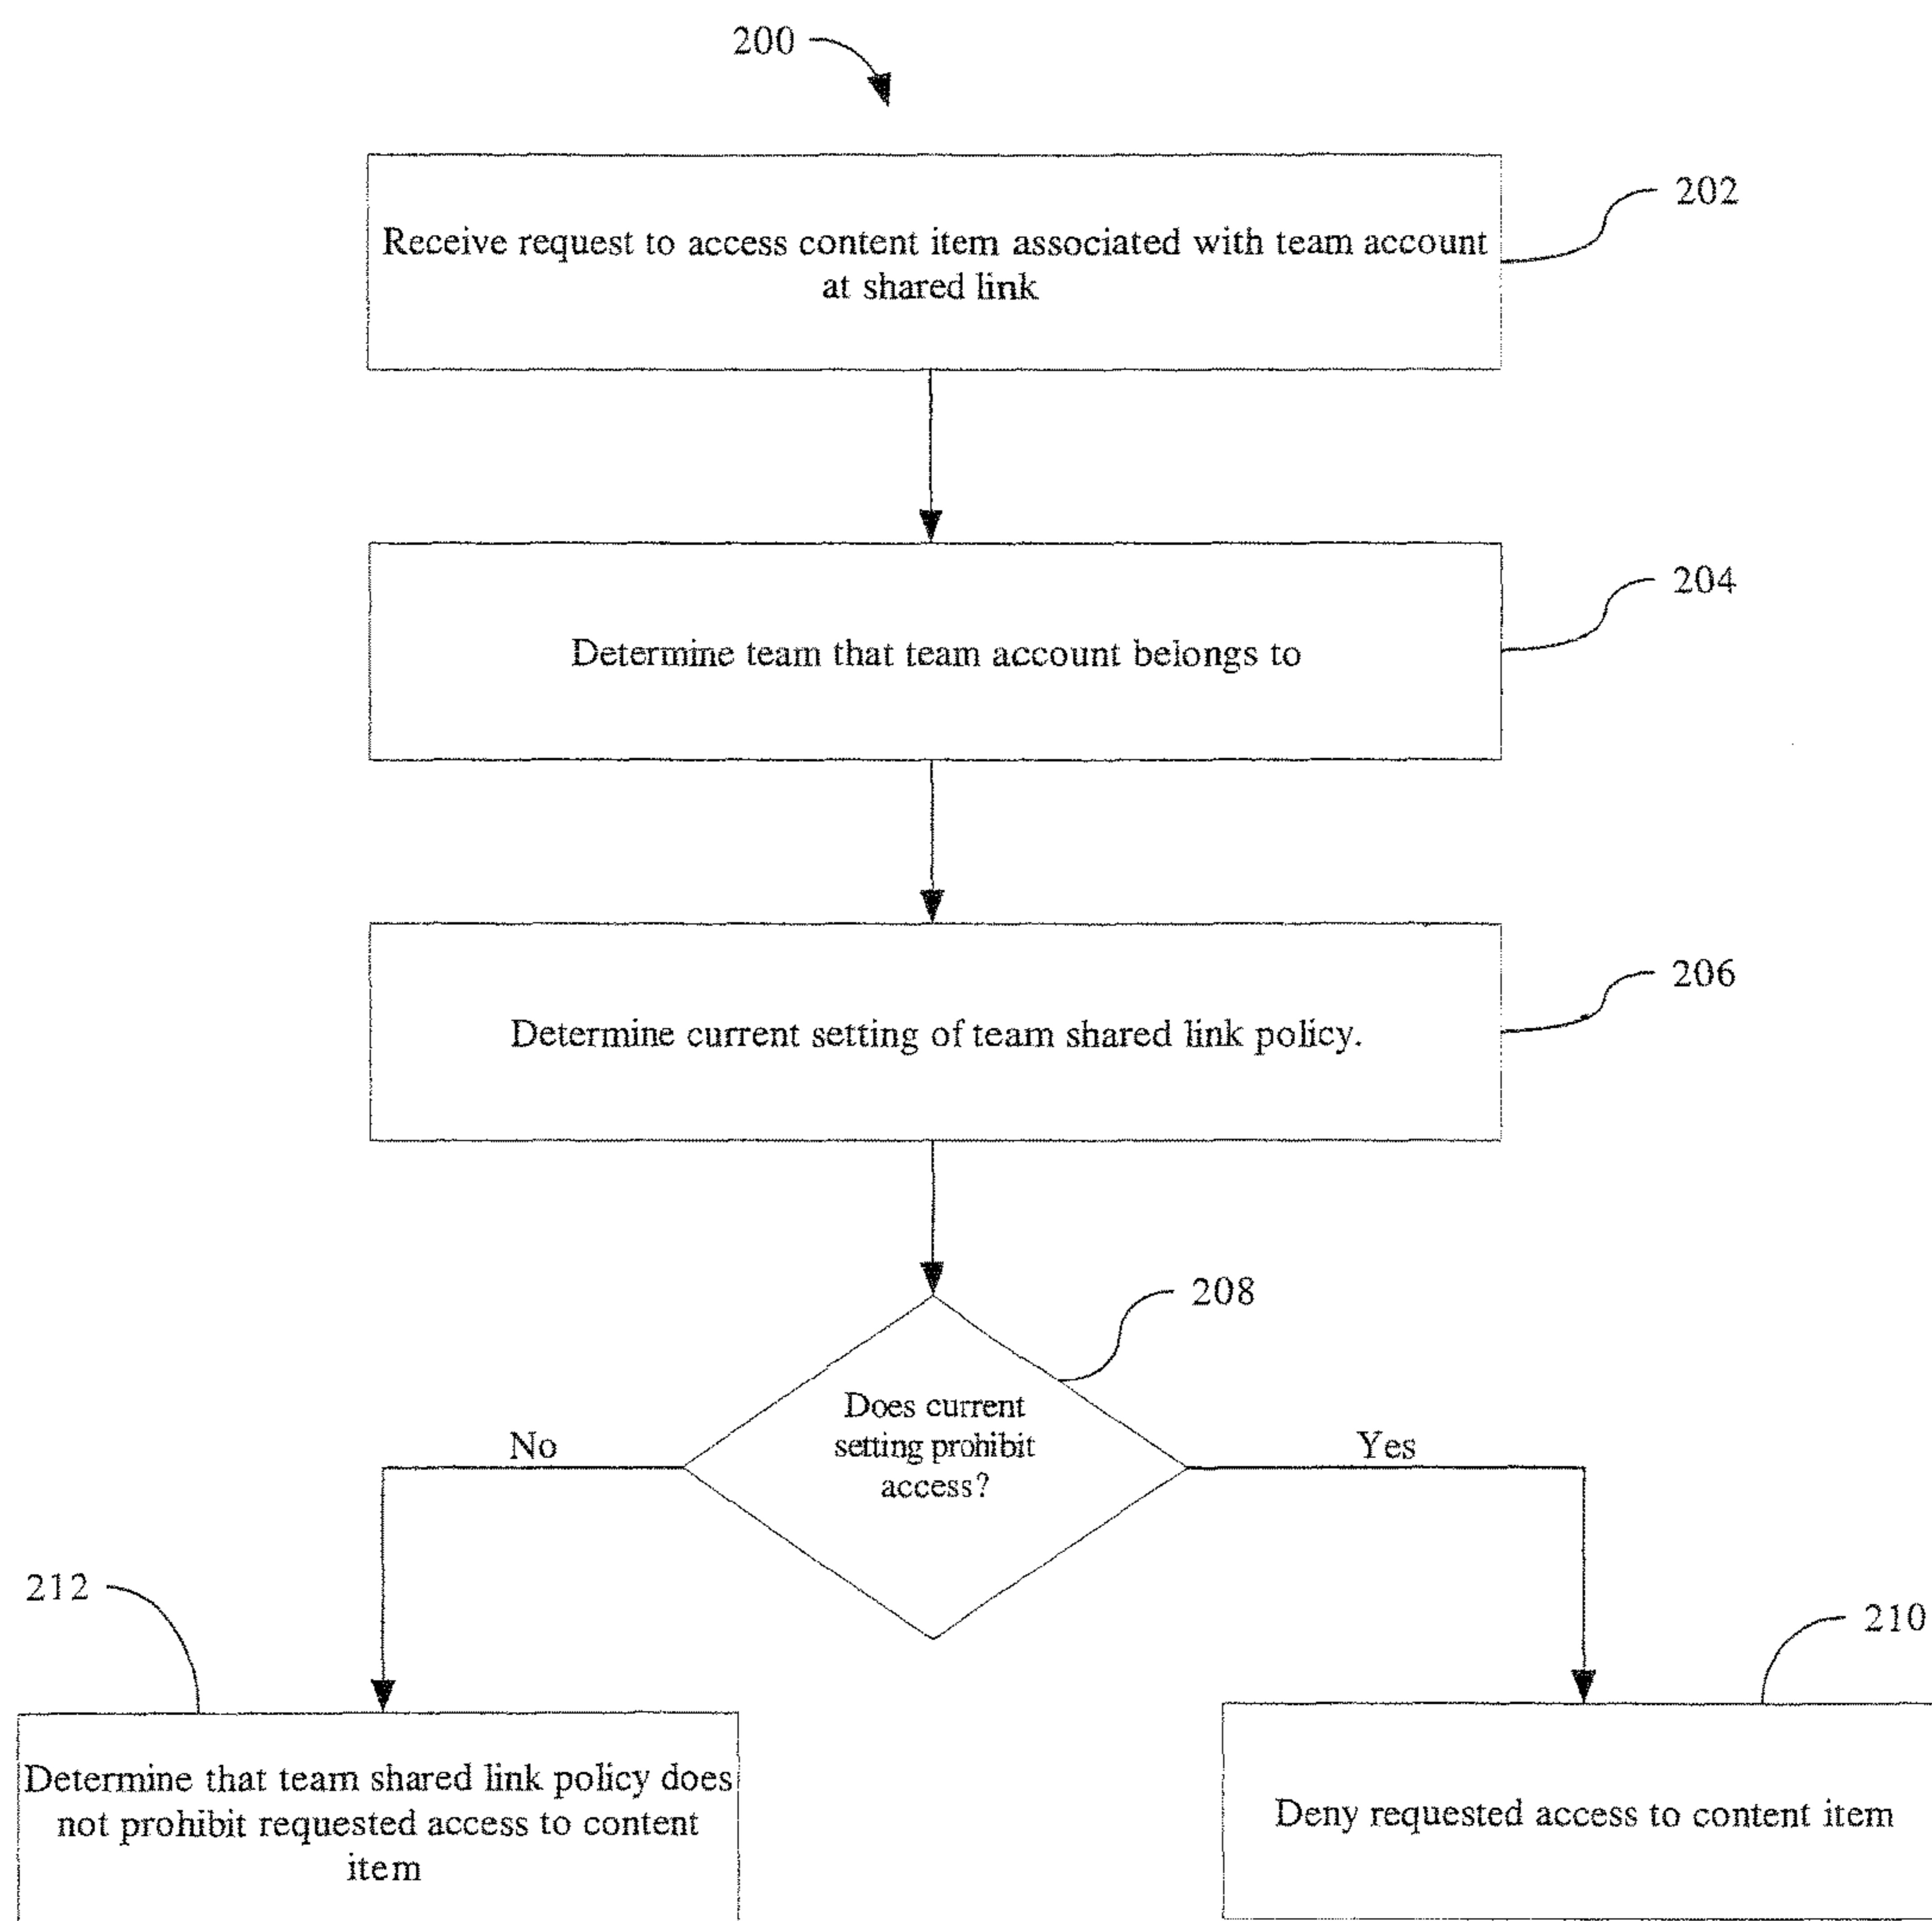 200
Receive request to access content item associated with team account
at shared link
202
Determine team that team account belongs to
204
Determine current setting of team shared link policy.
206
208
Does current
setting prohibit
access?
No
Yes
212
210
Determine that team shared link policy does
not prohibit requested access to content
item
Deny requested access to content item